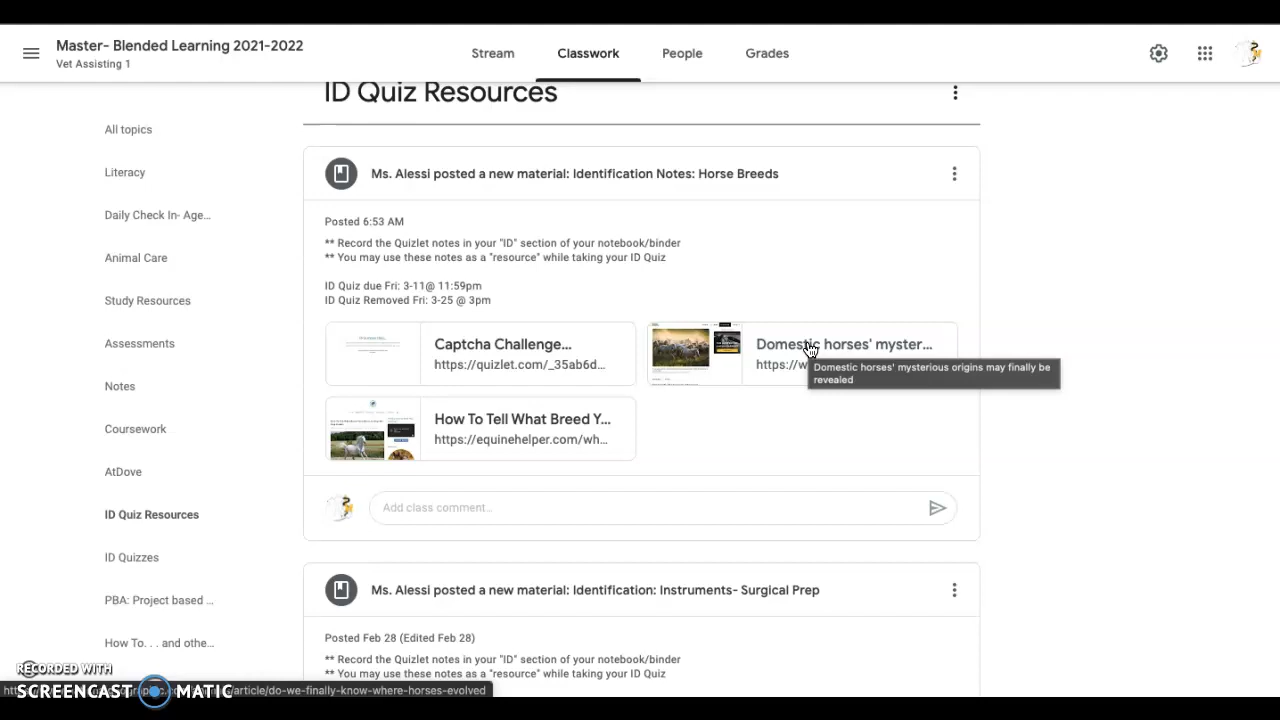 Master- Blended Learning 2021-2022
Vet Assisting 1
Stream
Classwork
People
Grades
ID Quiz Resources
All topics
Literacy
Daily Check In- Age...
Animal Care
Study Resources
Assessments
Notes
Coursework
AtDove
ID Quiz Resources
ID Quizzes
PBA: Project based ...
How To. . . and othe...
Ms. Alessi posted a new material: Identification Notes: Horse Breeds
Posted 6:53 AM
** Record the Quizlet notes in your "ID" section of your notebook/binder
** You may use these notes as a "resource" while taking your ID Quiz
ID Quiz due Fri: 3-11@ 11:59pm
ID Quiz Removed Fri: 3-25 @ 3pm
Captcha Challenge...
https://quizlet.com/_35ab6d...
Domestic horses' myster...
https://w
Domestic horses' mysterious origins may finally be
revealed
How To Tell What Breed Y...
https://equinehelper.com/wh...
Add class comment...
Ms. Alessi posted a new material: Identification: Instruments- Surgical Prep
Posted Feb 28 (Edited Feb 28)
** Record the Quizlet notes in your "ID" section of your notebook/binder
** You may use these notes as a "resource" while taking your ID Quiz
RECORDED WITH
SCREENCAST MATIC
/article/do-we-finally-know-where-horses-evolved